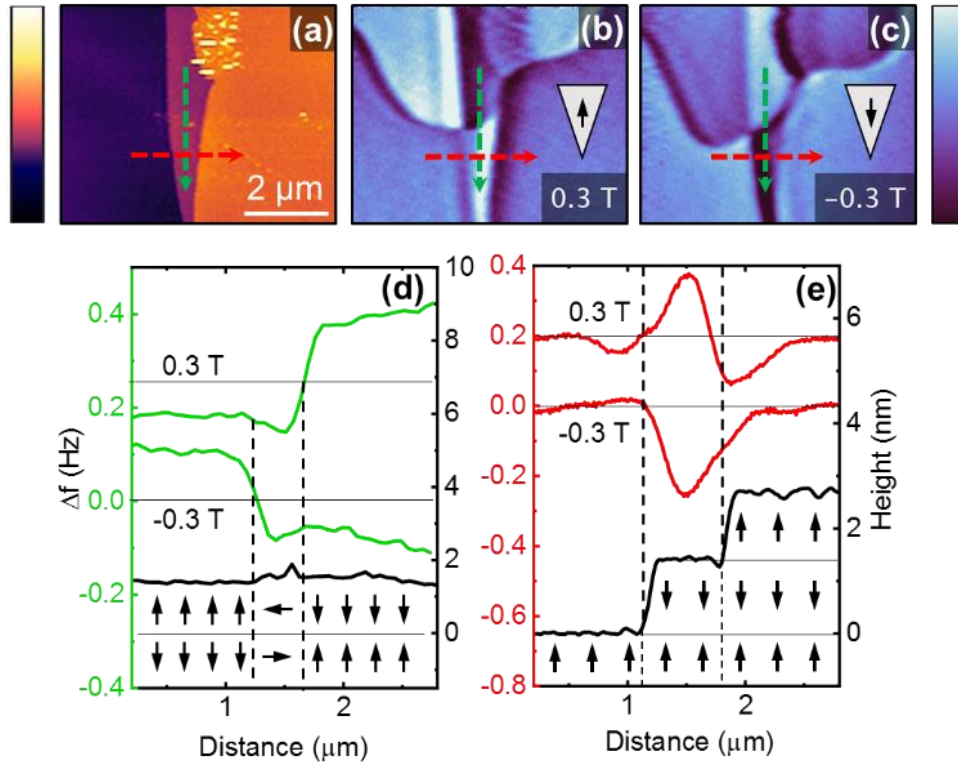 (a)
2 μm
(b)
0.3 T
(c)
−0.3 T
(d)
0.4
0.2
0.0
-0.2
-0.4
Δf (Hz)
0.3 T
-0.3 T
10
8
6
4
2
0
1
2
Distance (μm)
(e)
0.4
0.2
0.0
-0.2
-0.4
-0.6
-0.8
0.3 T
-0.3 T
6
4
2
0
Height (nm)
1
2
Distance (μm)